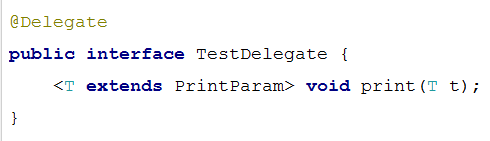 @Delegate
public interface TestDelegate {
    <T extends PrintParam> void print(T t);
}